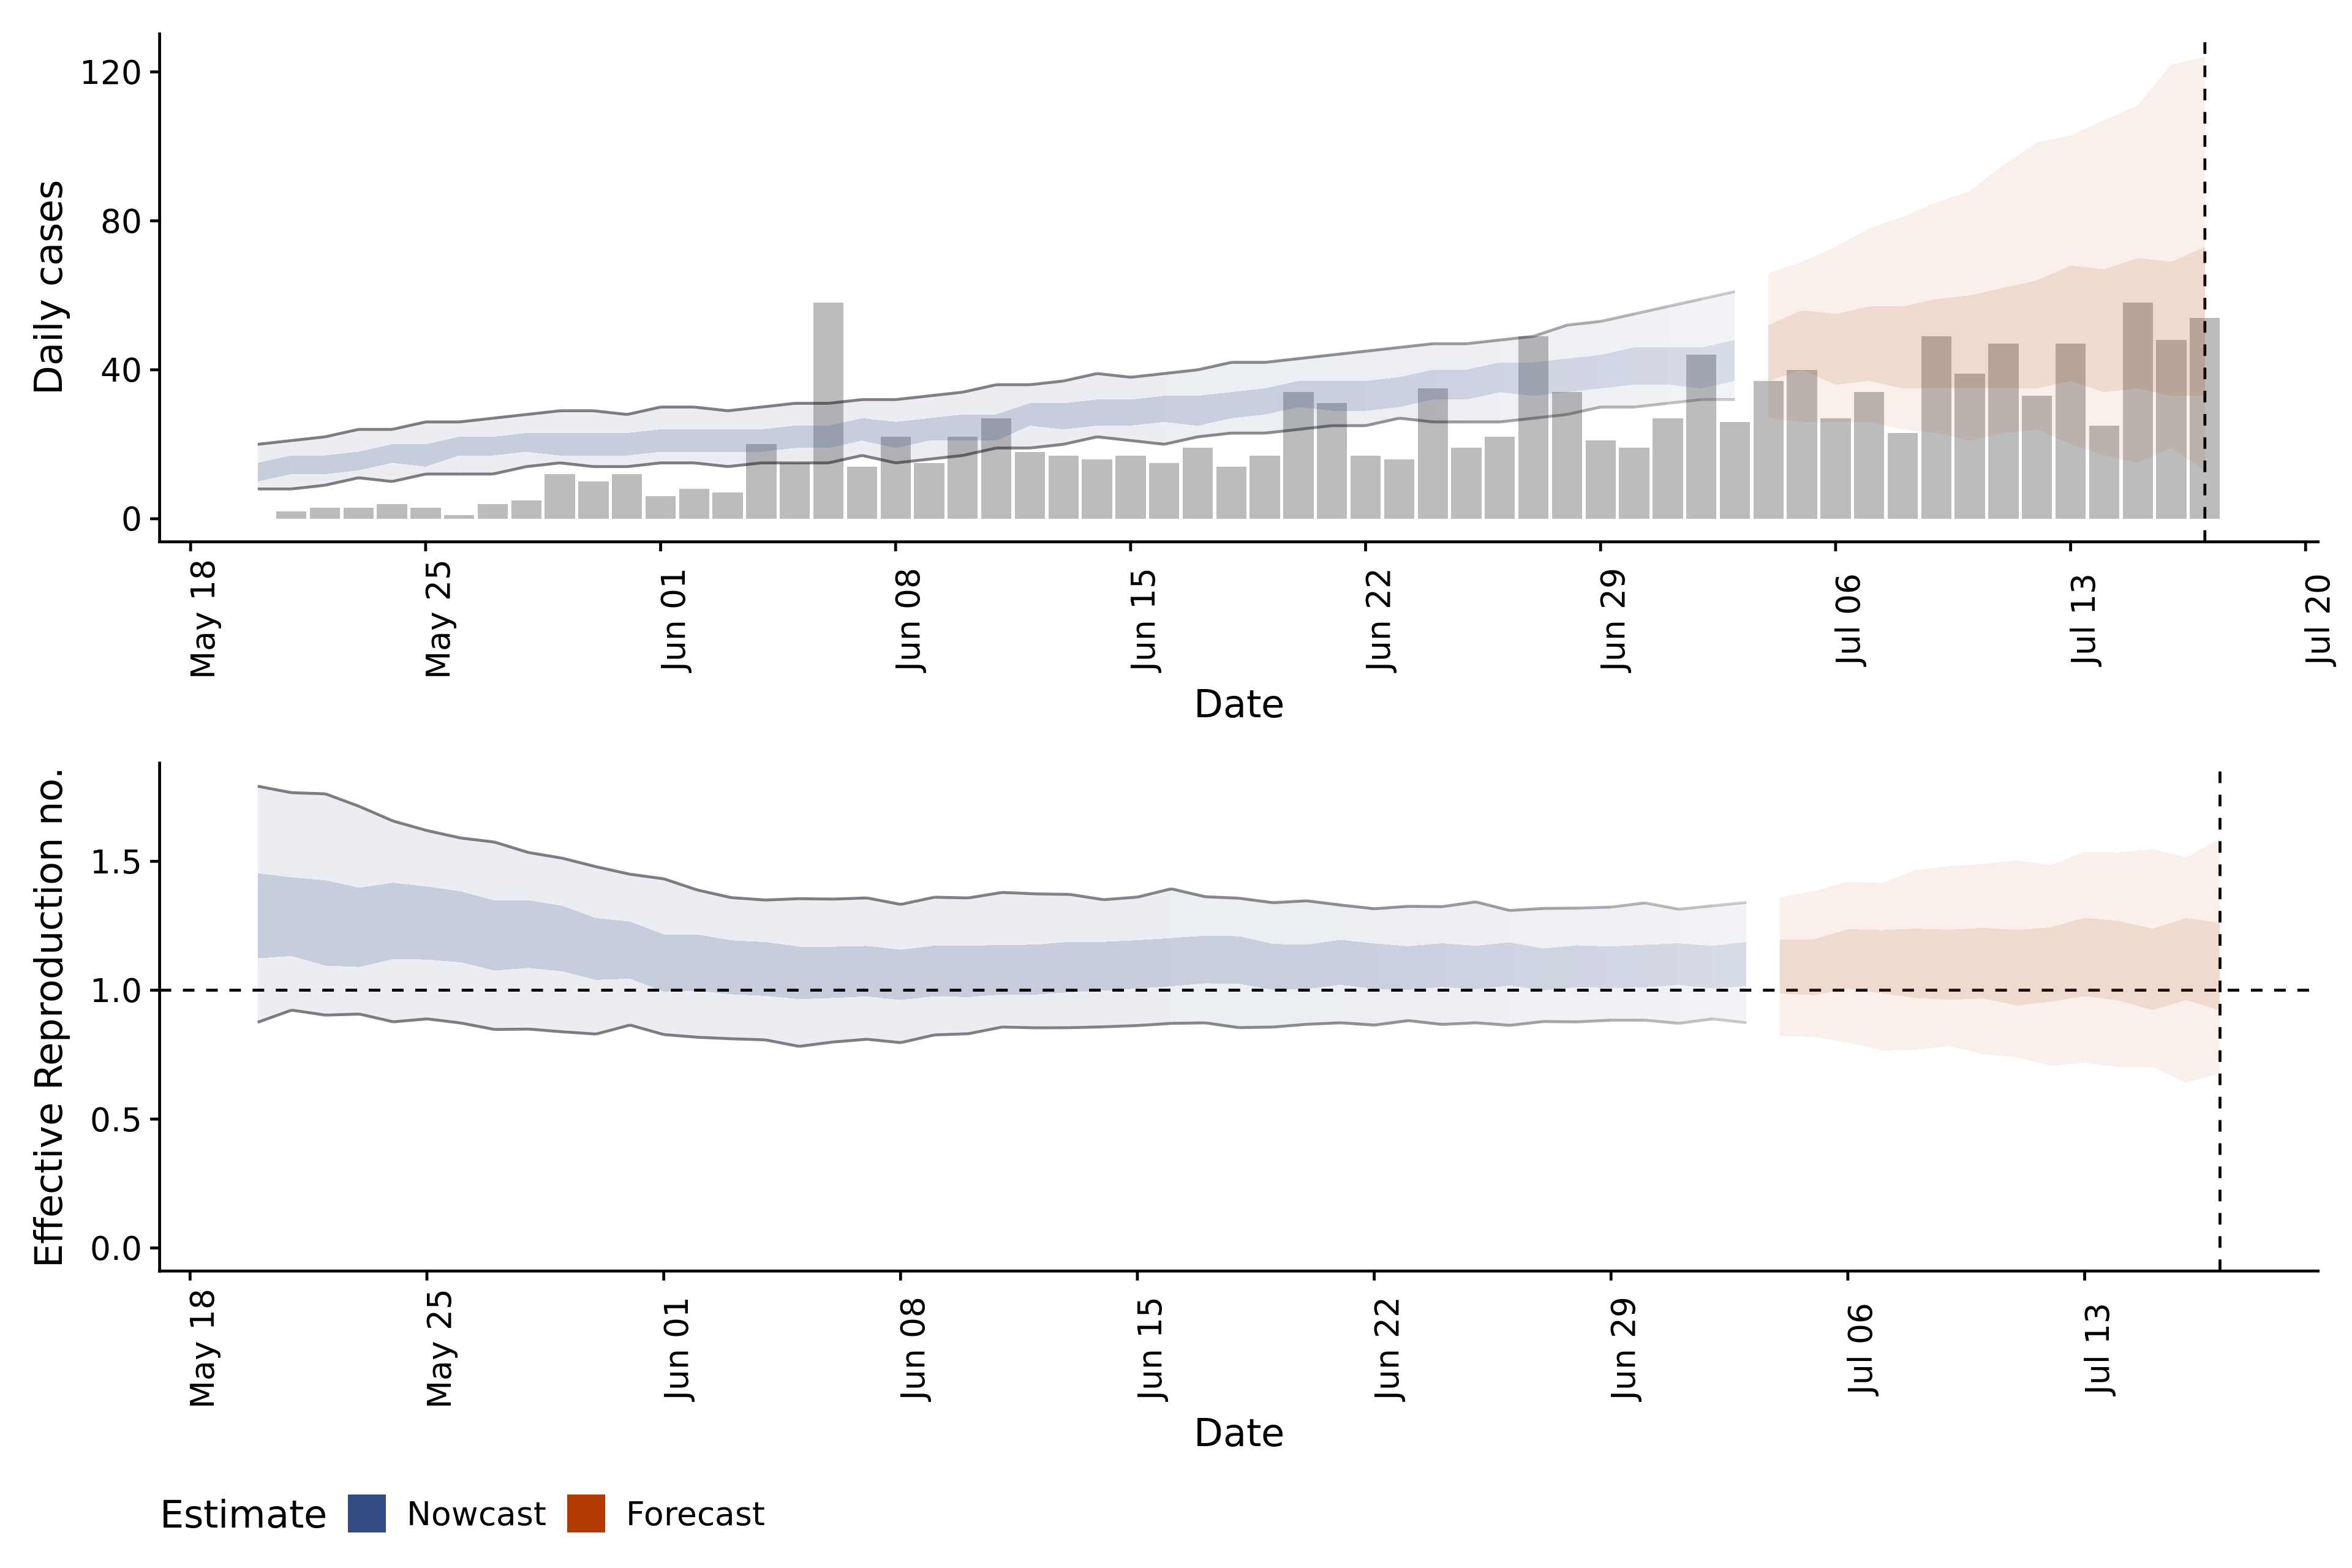 Daily cases
120
80
40
0
May 18
May 25
Jun 01
Jun 08
Jun 15
Jun 22
Jun 29
Jul 06
Jul 13
Jul 20
Date
Effective Reproduction no.
1.5
1.0
0.5
0.0
May 18
May 25
Jun 01
Jun 08
Jun 15
Jun 22
Jun 29
Jul 06
Jul 13
Date
Estimate Nowcast Forecast